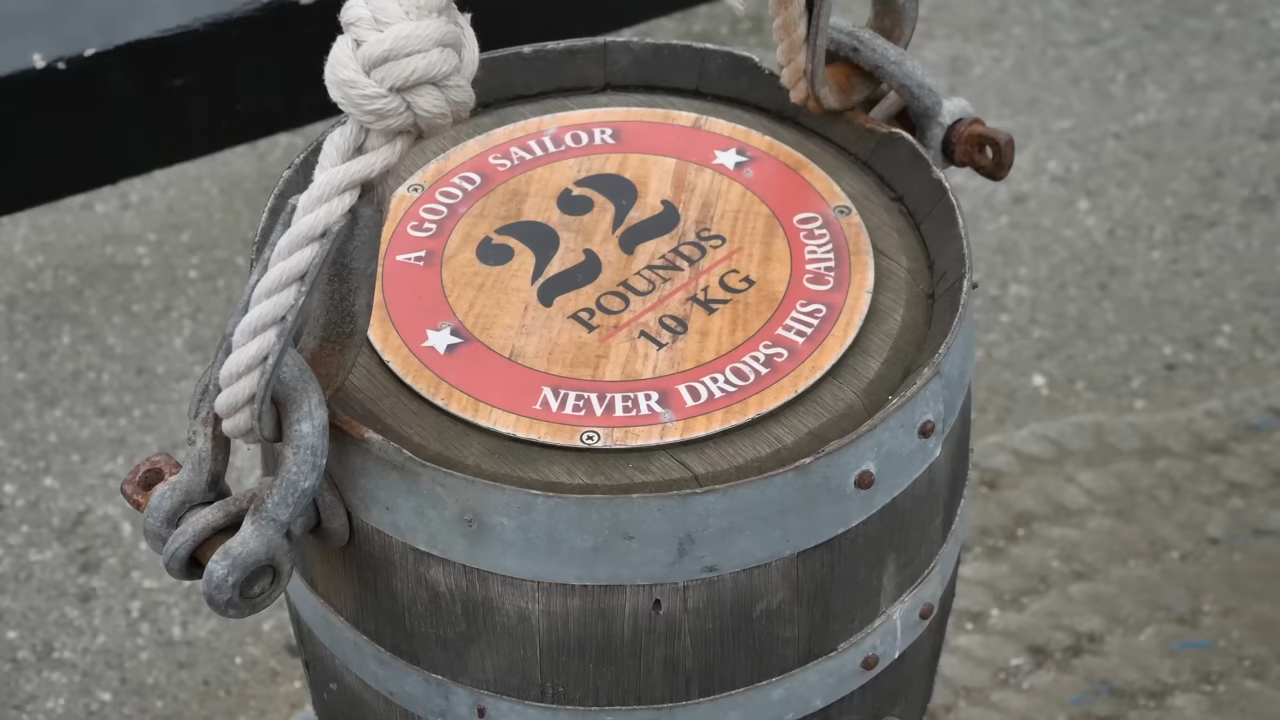 A GOOD SAILOR
22
POUNDS
10 KG
NEVER DROPS HIS CARGO